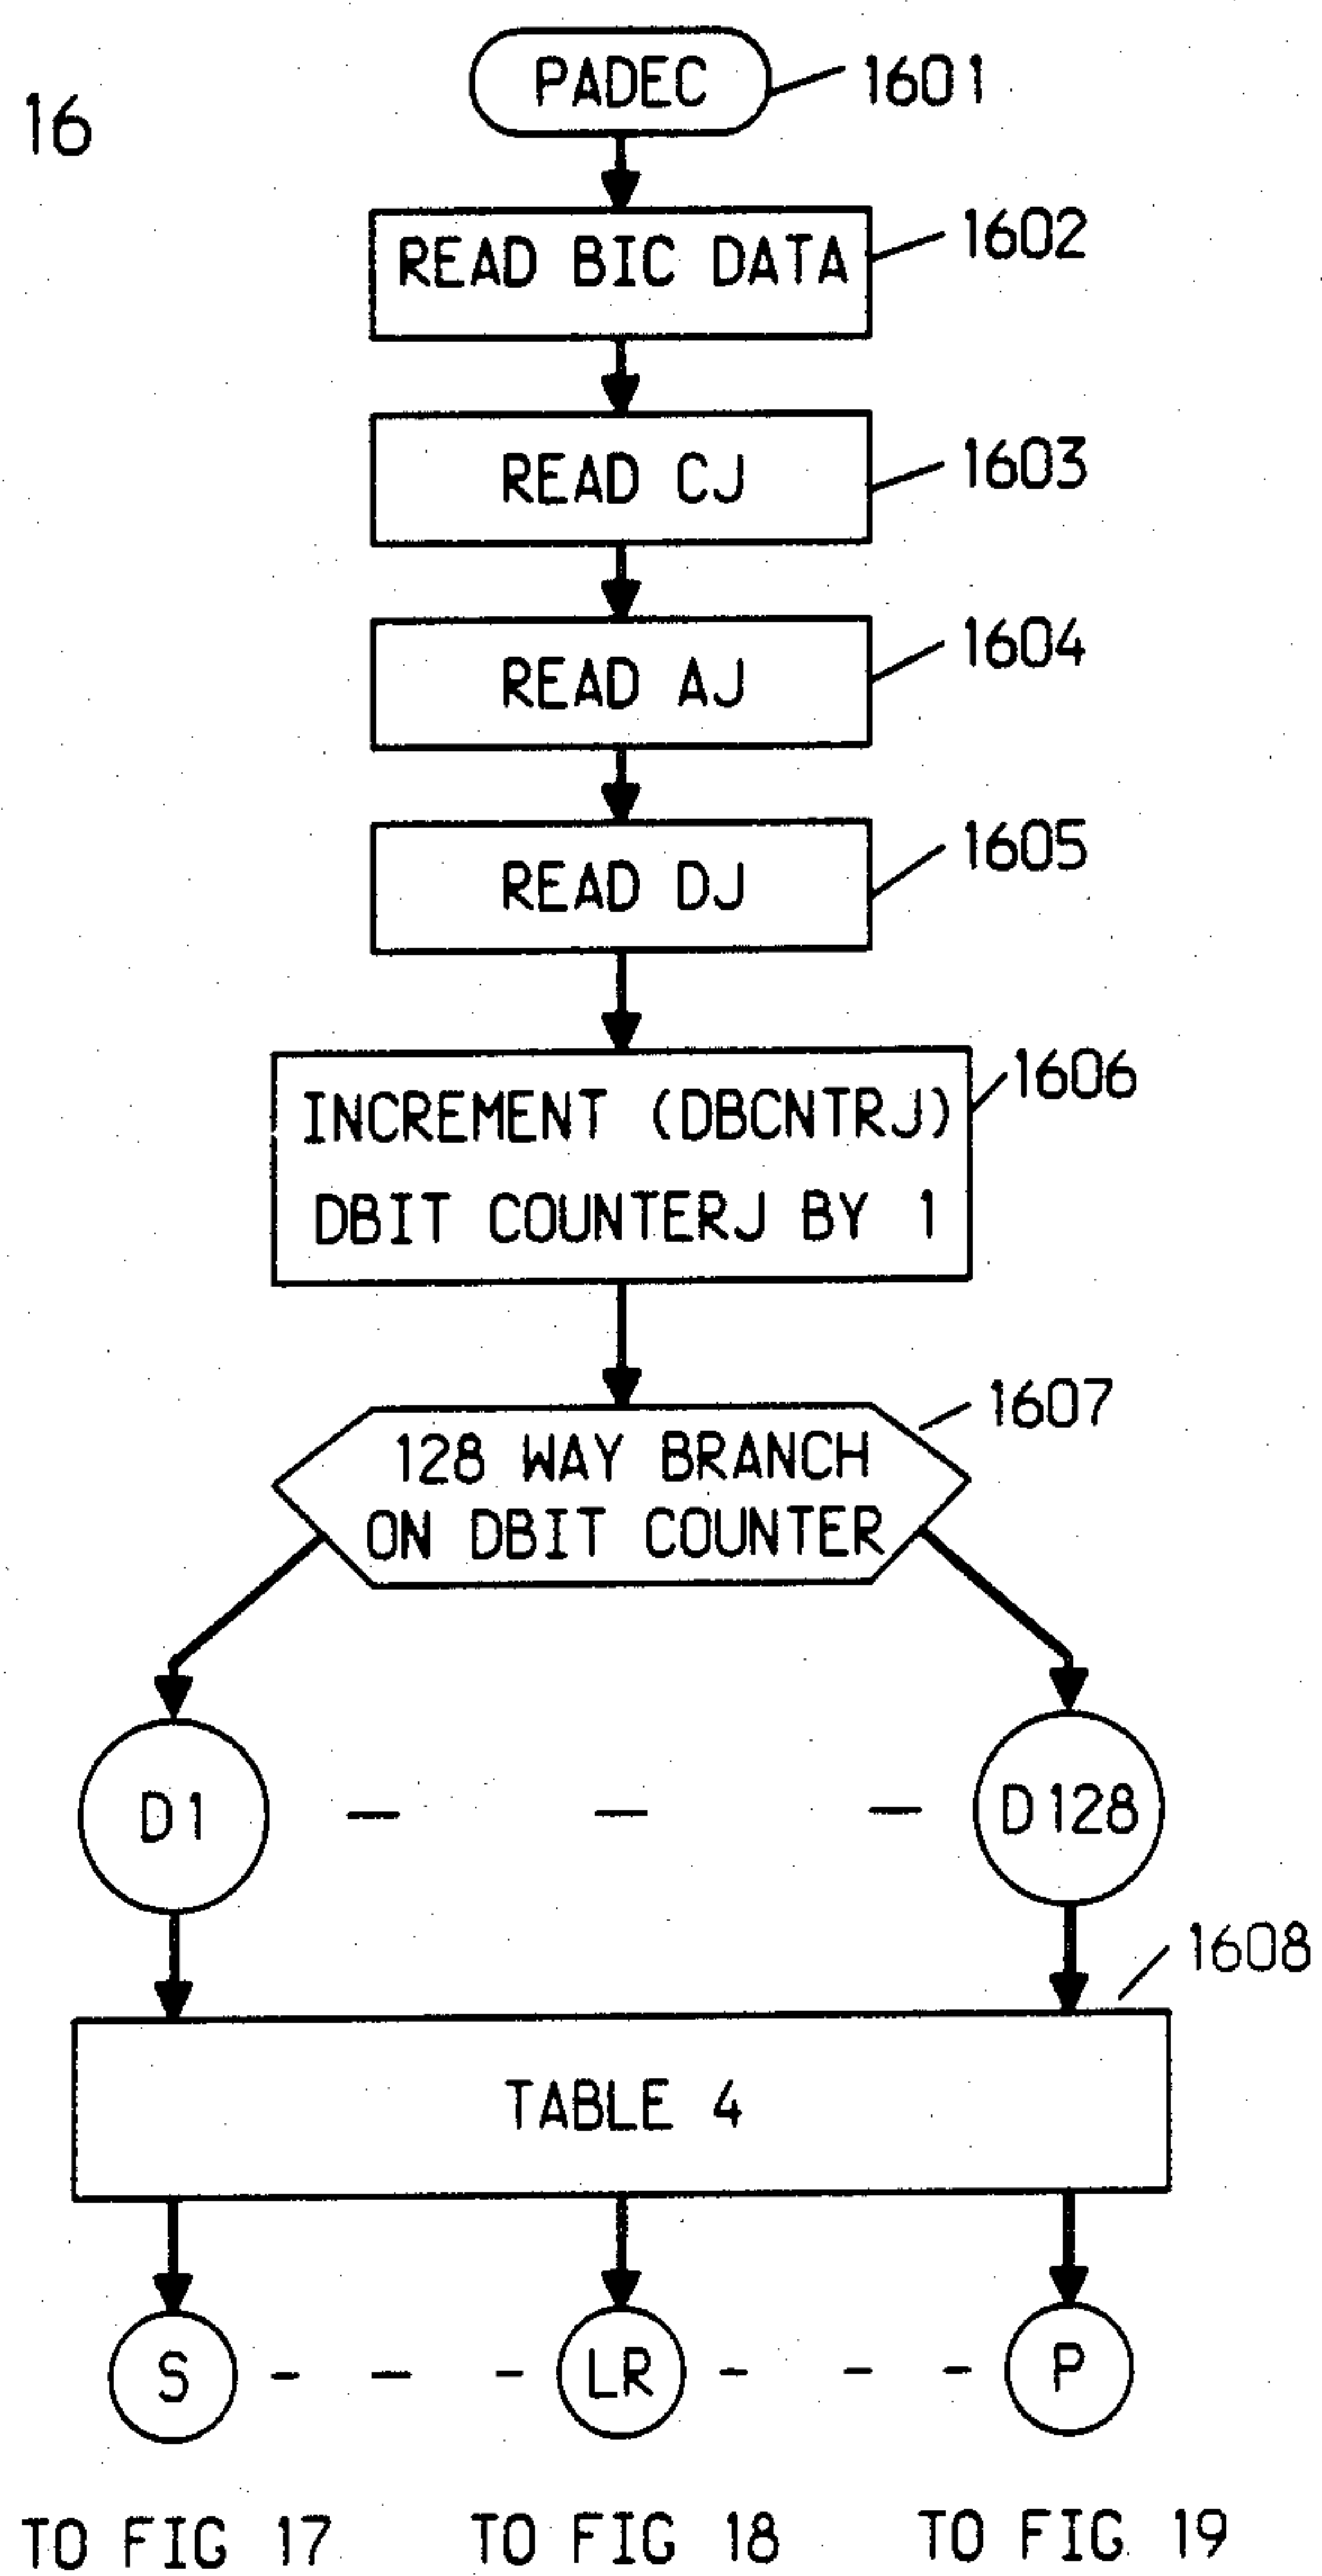 16
PADEC
1601
READ BIC DATA
1602
READ CJ
1603
READ AJ
1604
READ DJ
1605
INCREMENT (DBCNTRJ)
DBIT COUNTERJ BY 1
1606
128 WAY BRANCH
ON DBIT COUNTER
1607
D1 - - - D128
1608
TABLE 4
S - - - LR - - - P
TO FIG 17 TO FIG 18 TO FIG 19